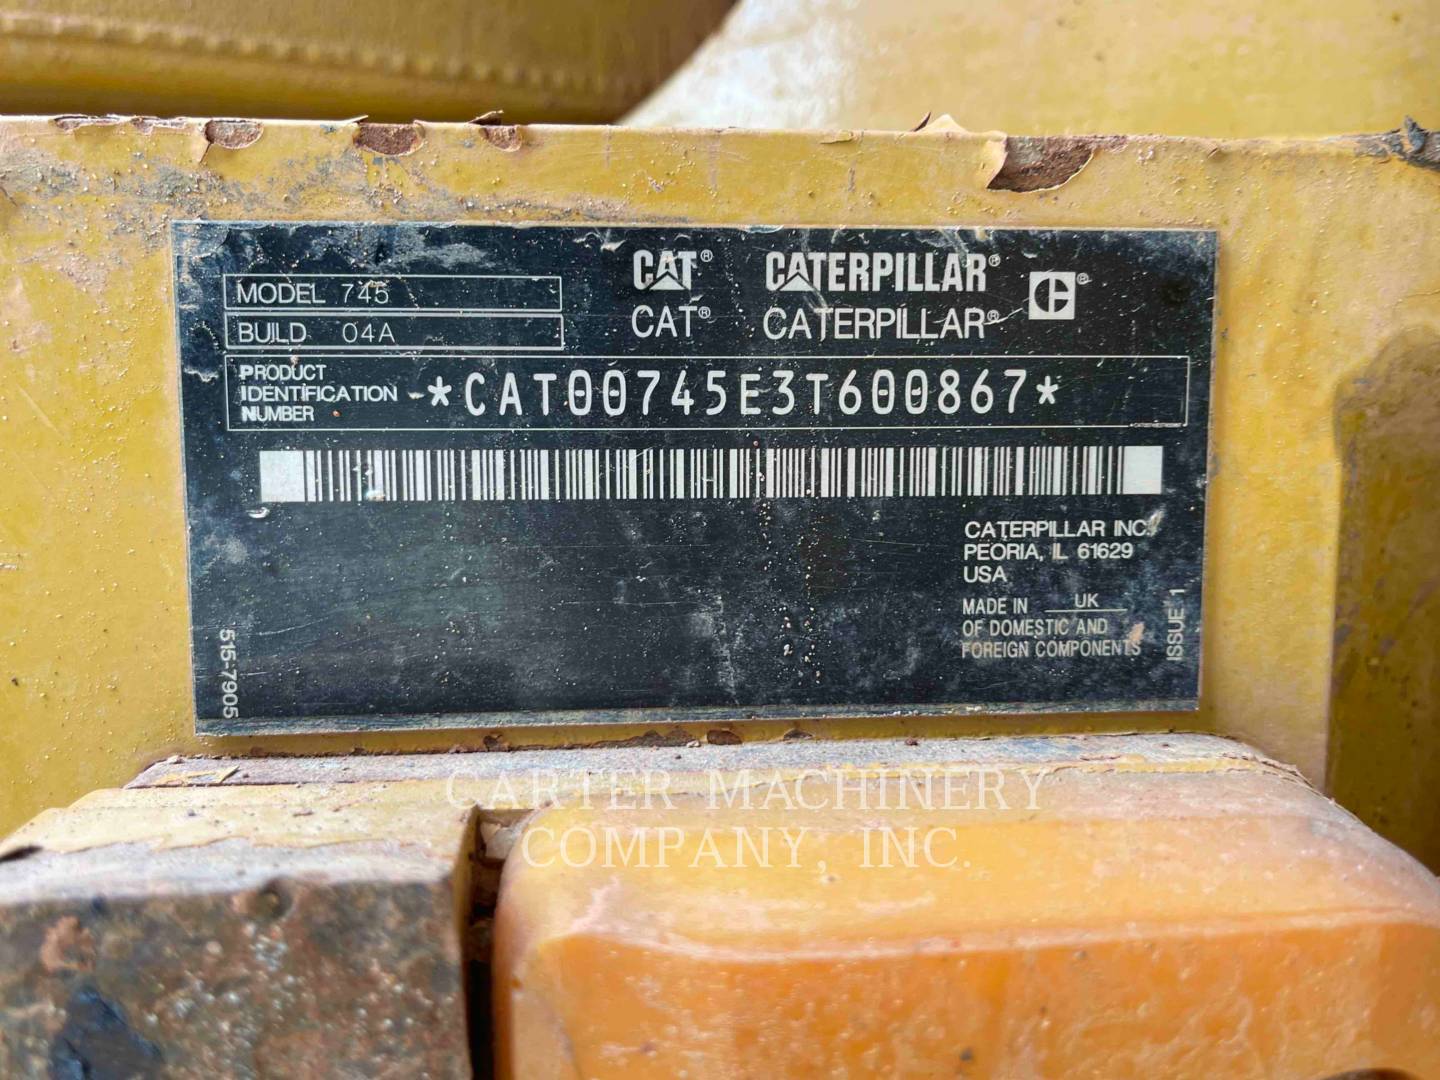 MODEL 745
BUILD 04A
CAT® CATERPILLAR® C®
CAT® CATERPILLAR®
PRODUCT
IDENTIFICATION
NUMBER
*CAT00745E3T600867*
CATERPILLAR INC.
PEORIA, IL 61629
USA
MADE IN UK
OF DOMESTIC AND
FOREIGN COMPONENTS
ISSUE 1
515-7905
CARTER MACHINERY
COMPANY, INC.